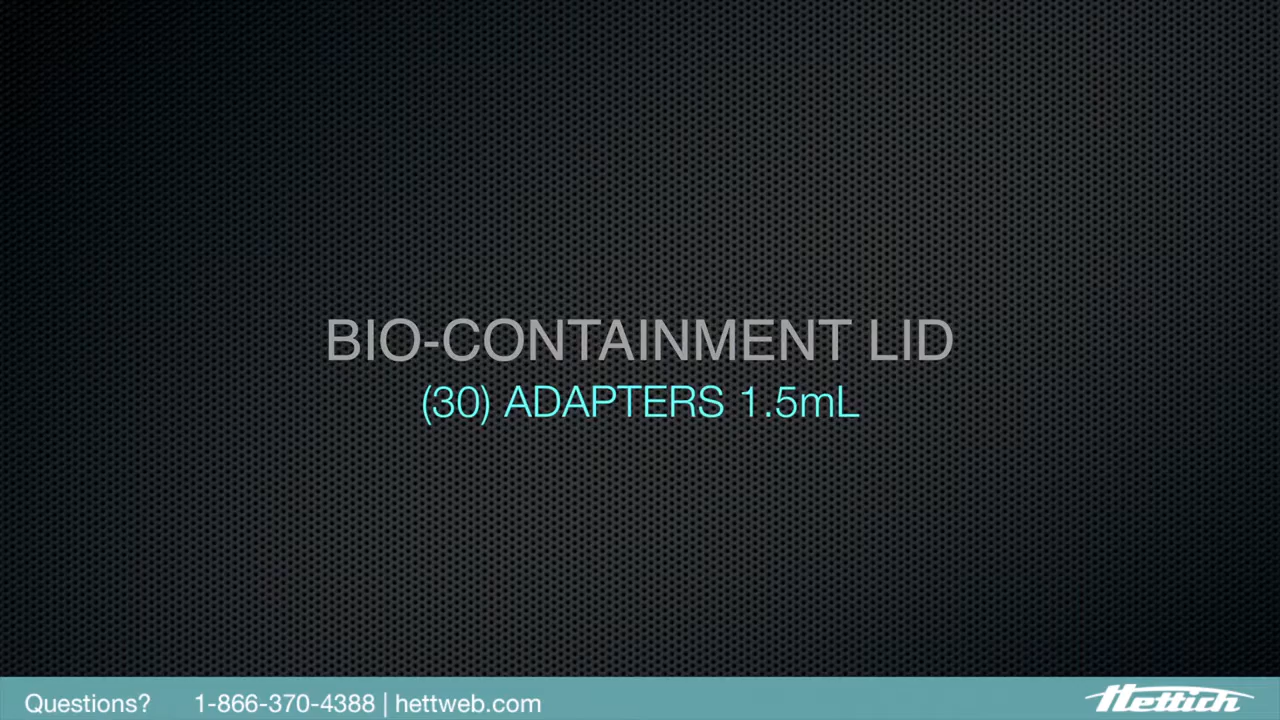 BIO-CONTAINMENT LID
(30) ADAPTERS 1.5mL
Questions? 1-866-370-4388 | hettweb.com
Hettich